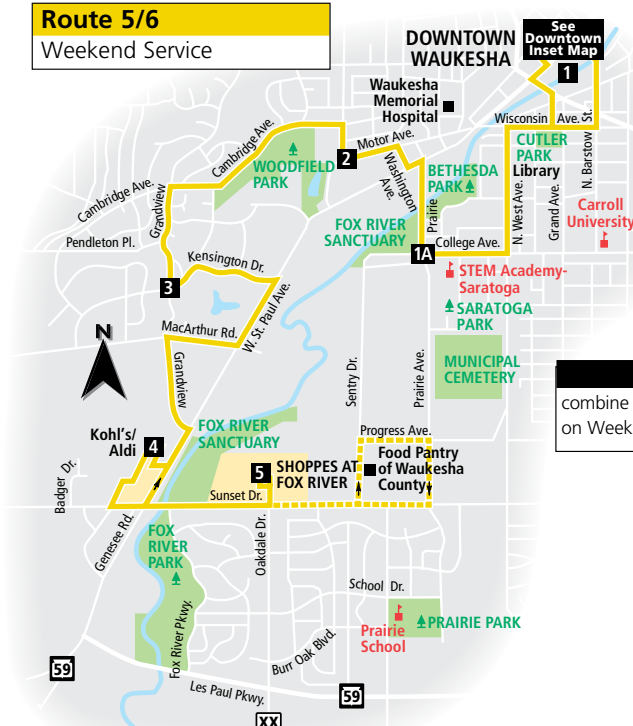 Route 5/6
Weekend Service
DOWNTOWN
WAUKESHA
See
Downtown
Inset Map
1
Waukesha
Memorial
Hospital
Wisconsin Ave.
N. Barstow St.
Cambridge Ave.
Motor Ave.
2
WOODFIELD
PARK
Washington
Ave.
BETHESDA
PARK
CUTLER
PARK
Library
Cambridge Ave.
Grandview
Prairie
N. West Ave.
Grand Ave.
Carroll
University
Pendleton Pl.
FOX RIVER
SANCTUARY
College Ave.
1A
Kensington Dr.
STEM Academy-
Saratoga
3
W. St. Paul Ave.
SARATOGA
PARK
N
MacArthur Rd.
Grandview
Sentry Dr.
Prairie Ave.
MUNICIPAL
CEMETERY
combine
on Week
FOX RIVER
SANCTUARY
Progress Ave.
Kohl's/
Aldi
4
Food Pantry
of Waukesha
County
5
SHOPPES AT
FOX RIVER
Badger Dr.
Sunset Dr.
Genesee Rd.
FOX
RIVER
PARK
Oakdale Dr.
School Dr.
Prairie
School
PRAIRIE PARK
Fox River Pkwy.
Burr Oak Blvd.
59
Les Paul Pkwy.
59
XX